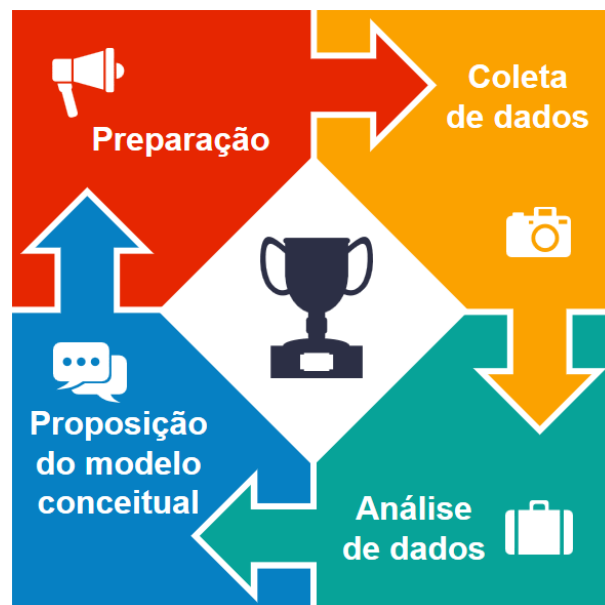 Preparação
Coleta
de dados
Proposição
do modelo
conceitual
Análise
de dados